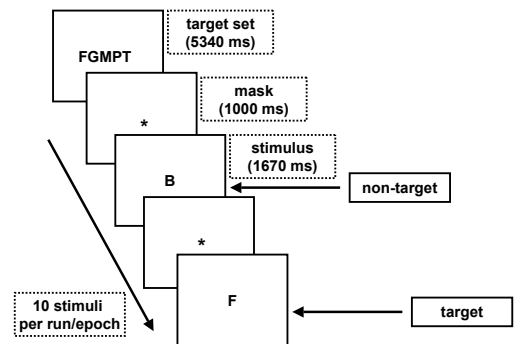 target set
(5340 ms)
FGMPT
mask
(1000 ms)
*
stimulus
(1670 ms)
B
non-target
*
10 stimuli
per run/epoch
F
target